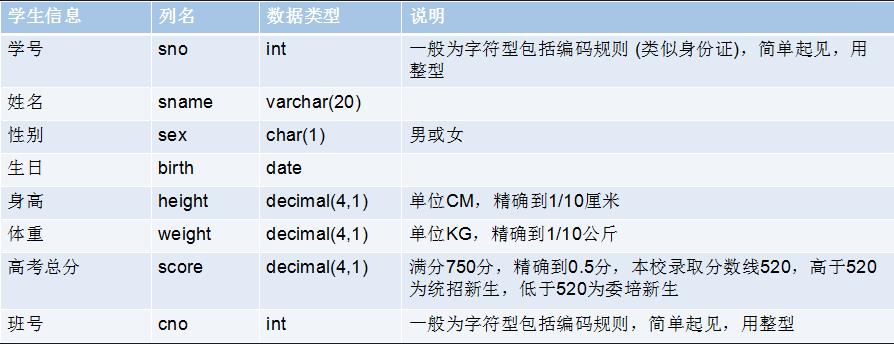 学生信息 列名 数据类型 说明
学号 sno int 一般为字符型包括编码规则 (类似身份证)，简单起见，用
整型
姓名 sname varchar(20)
性别 sex char(1) 男或女
生日 birth date
身高 height decimal(4,1) 单位CM，精确到1/10厘米
体重 weight decimal(4,1) 单位KG，精确到1/10公斤
高考总分 score decimal(4,1) 满分750分，精确到0.5分，本校录取分数线520，高于520
为统招新生，低于520为委培新生
班号 cno int 一般为字符型包括编码规则，简单起见，用整型